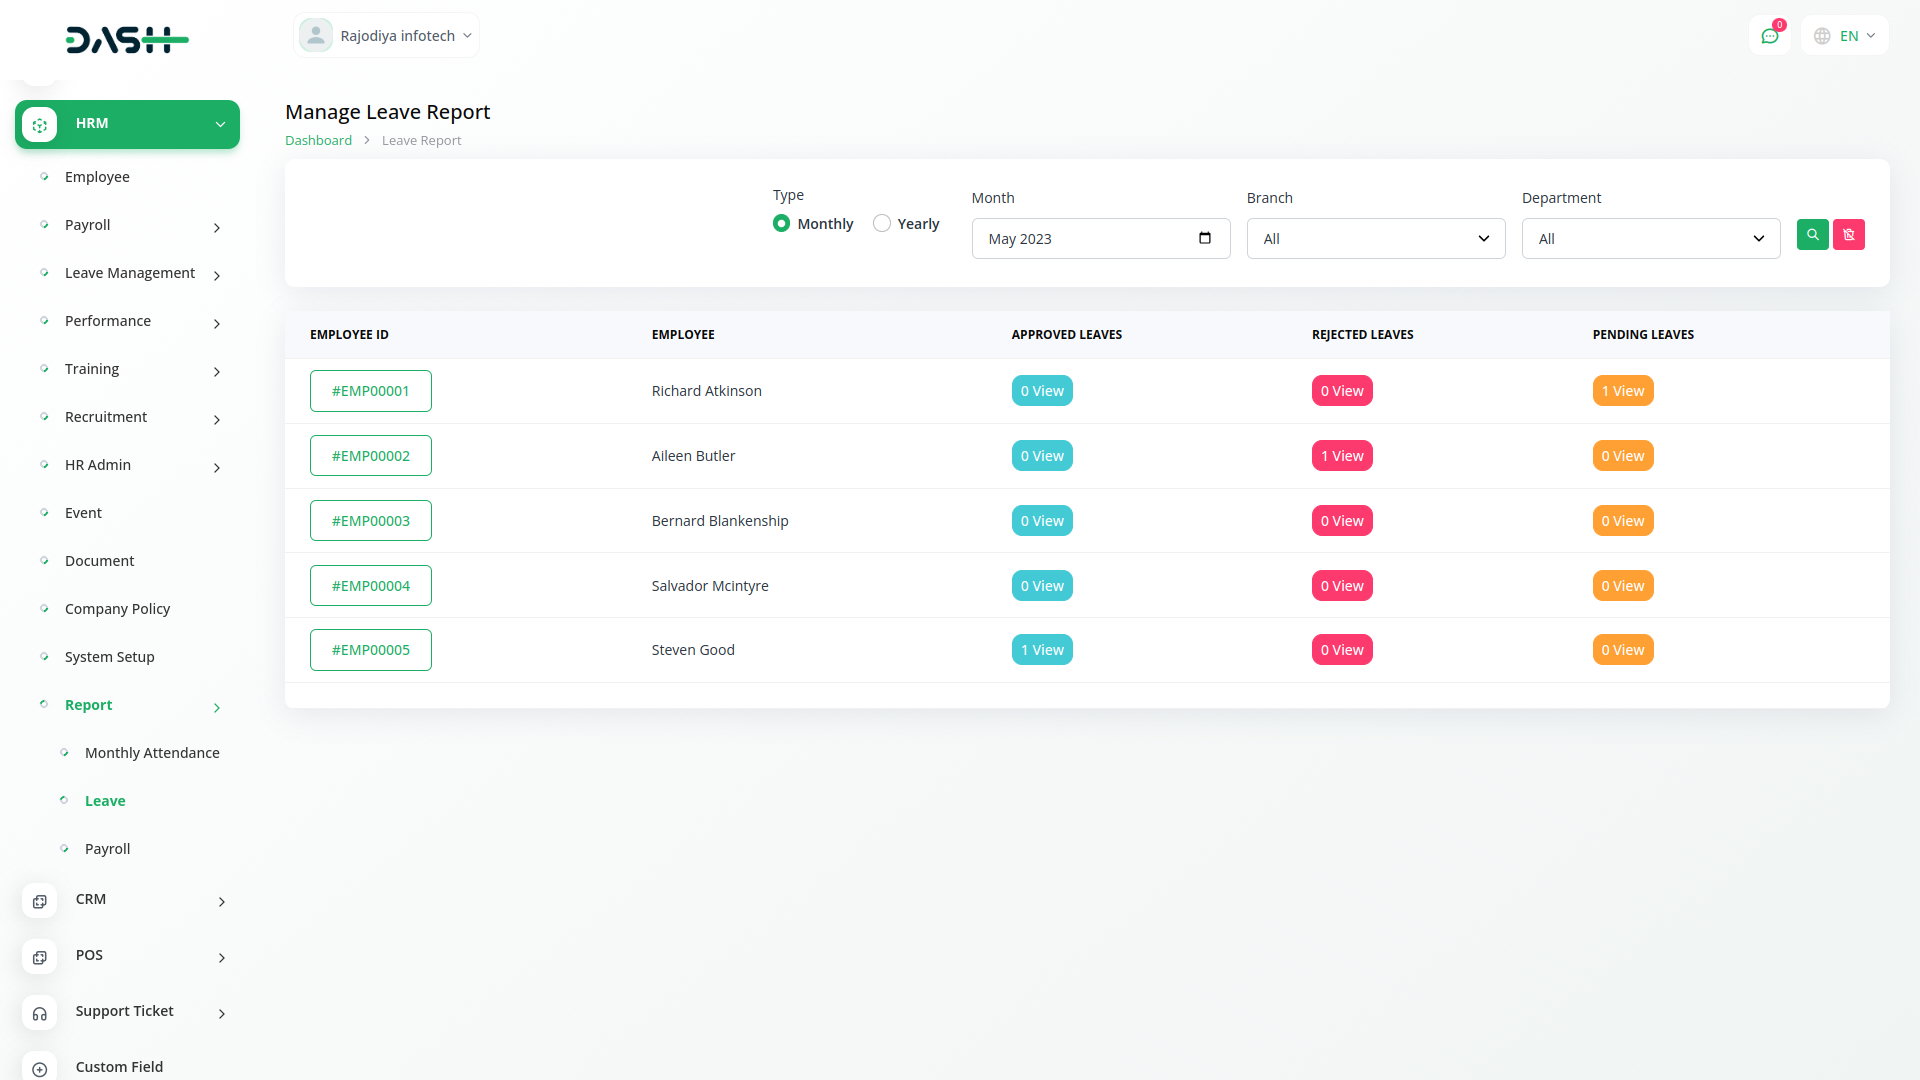 DASH
Rajodiya infotech
0
EN
HRM
Employee
Payroll
Leave Management
Performance
Training
Recruitment
HR Admin
Event
Document
Company Policy
System Setup
Report
Monthly Attendance
Leave
Payroll
CRM
POS
Support Ticket
Custom Field
Manage Leave Report
Dashboard Leave Report
Type
Monthly Yearly
Month
May 2023
Branch
All
Department
All
EMPLOYEE ID EMPLOYEE APPROVED LEAVES REJECTED LEAVES PENDING LEAVES
#EMP00001 Richard Atkinson 0 View 0 View 1 View
#EMP00002 Aileen Butler 0 View 1 View 0 View
#EMP00003 Bernard Blankenship 0 View 0 View 0 View
#EMP00004 Salvador Mcintyre 0 View 0 View 0 View
#EMP00005 Steven Good 1 View 0 View 0 View